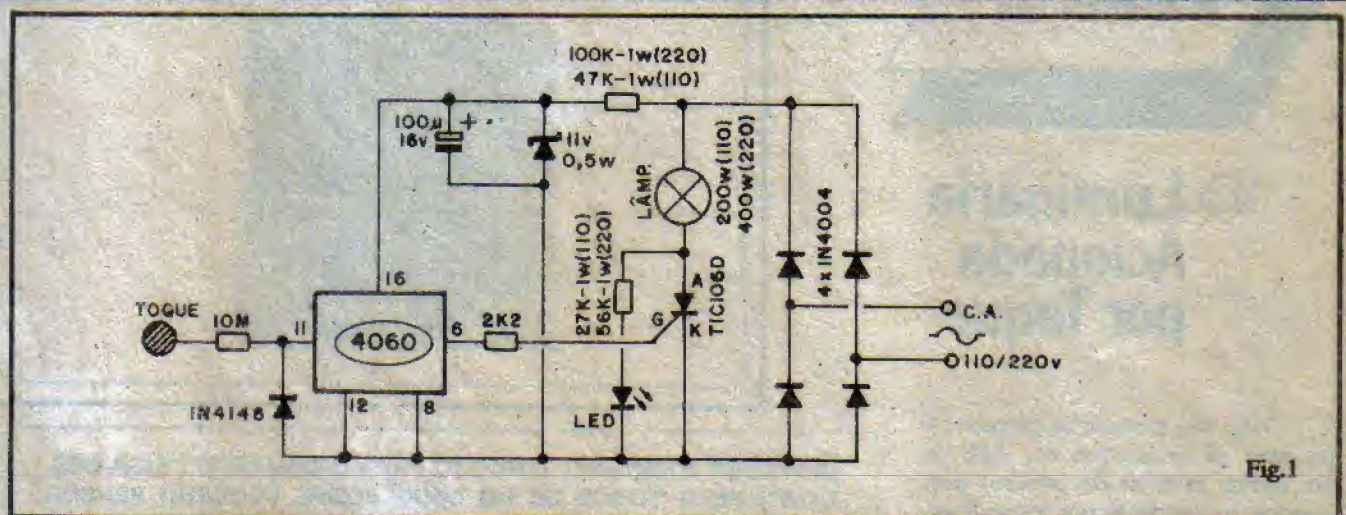 100K-1w(220)
47K-1w(110)
100µ +
16v
11v
0,5w
LÂMP.
200w(110)
400w(220)
27K-1w(110)
56K-1w(220)
A
G
K
TIC106D
4x1N4004
C.A.
110/220v
TOQUE
10M
11
16
4060
6
2K2
12
8
1N4148
LED
Fig.1